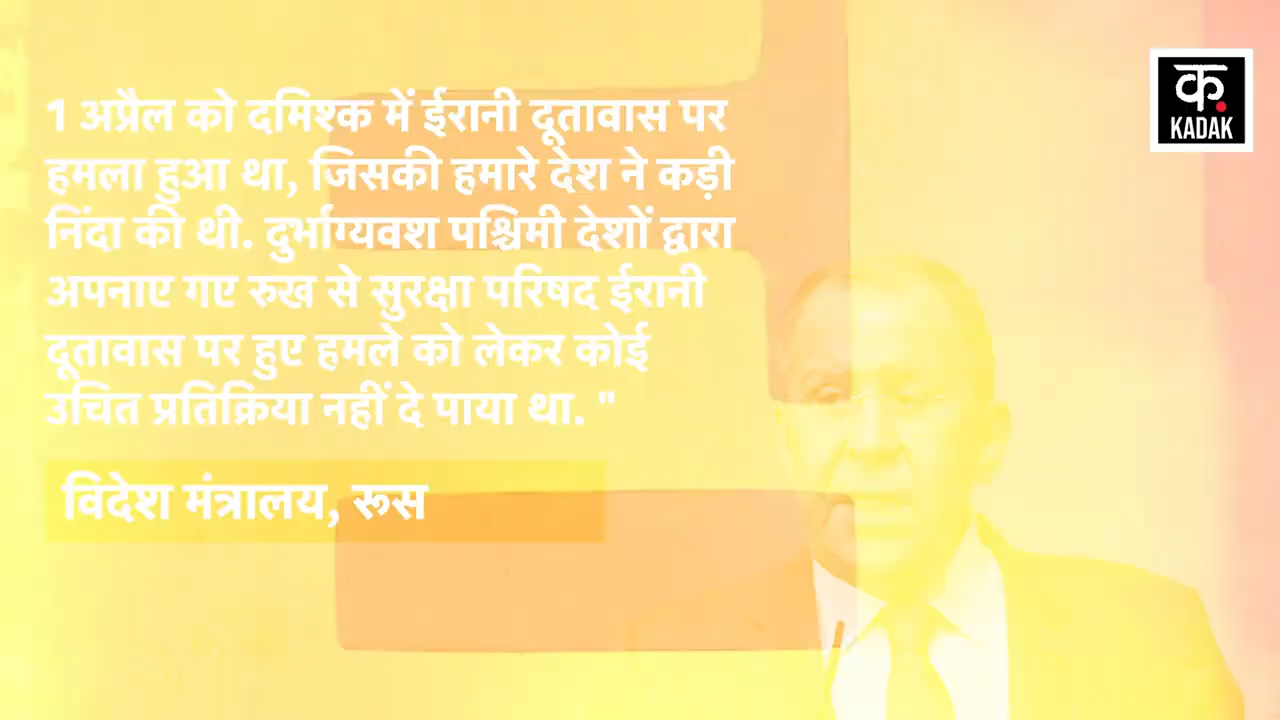 1 अप्रैल को दमिश्क में ईरानी दूतावास पर
हमला हुआ था, जिसकी हमारे देश ने कड़ी
निंदा की थी. दुर्भाग्यवश पश्चिमी देशों द्वारा
अपनाए गए रुख से सुरक्षा परिषद ईरानी
दूतावास पर हुए हमले को लेकर कोई
उचित प्रतिक्रिया नहीं दे पाया था. "
विदेश मंत्रालय, रूस
क
KADAK